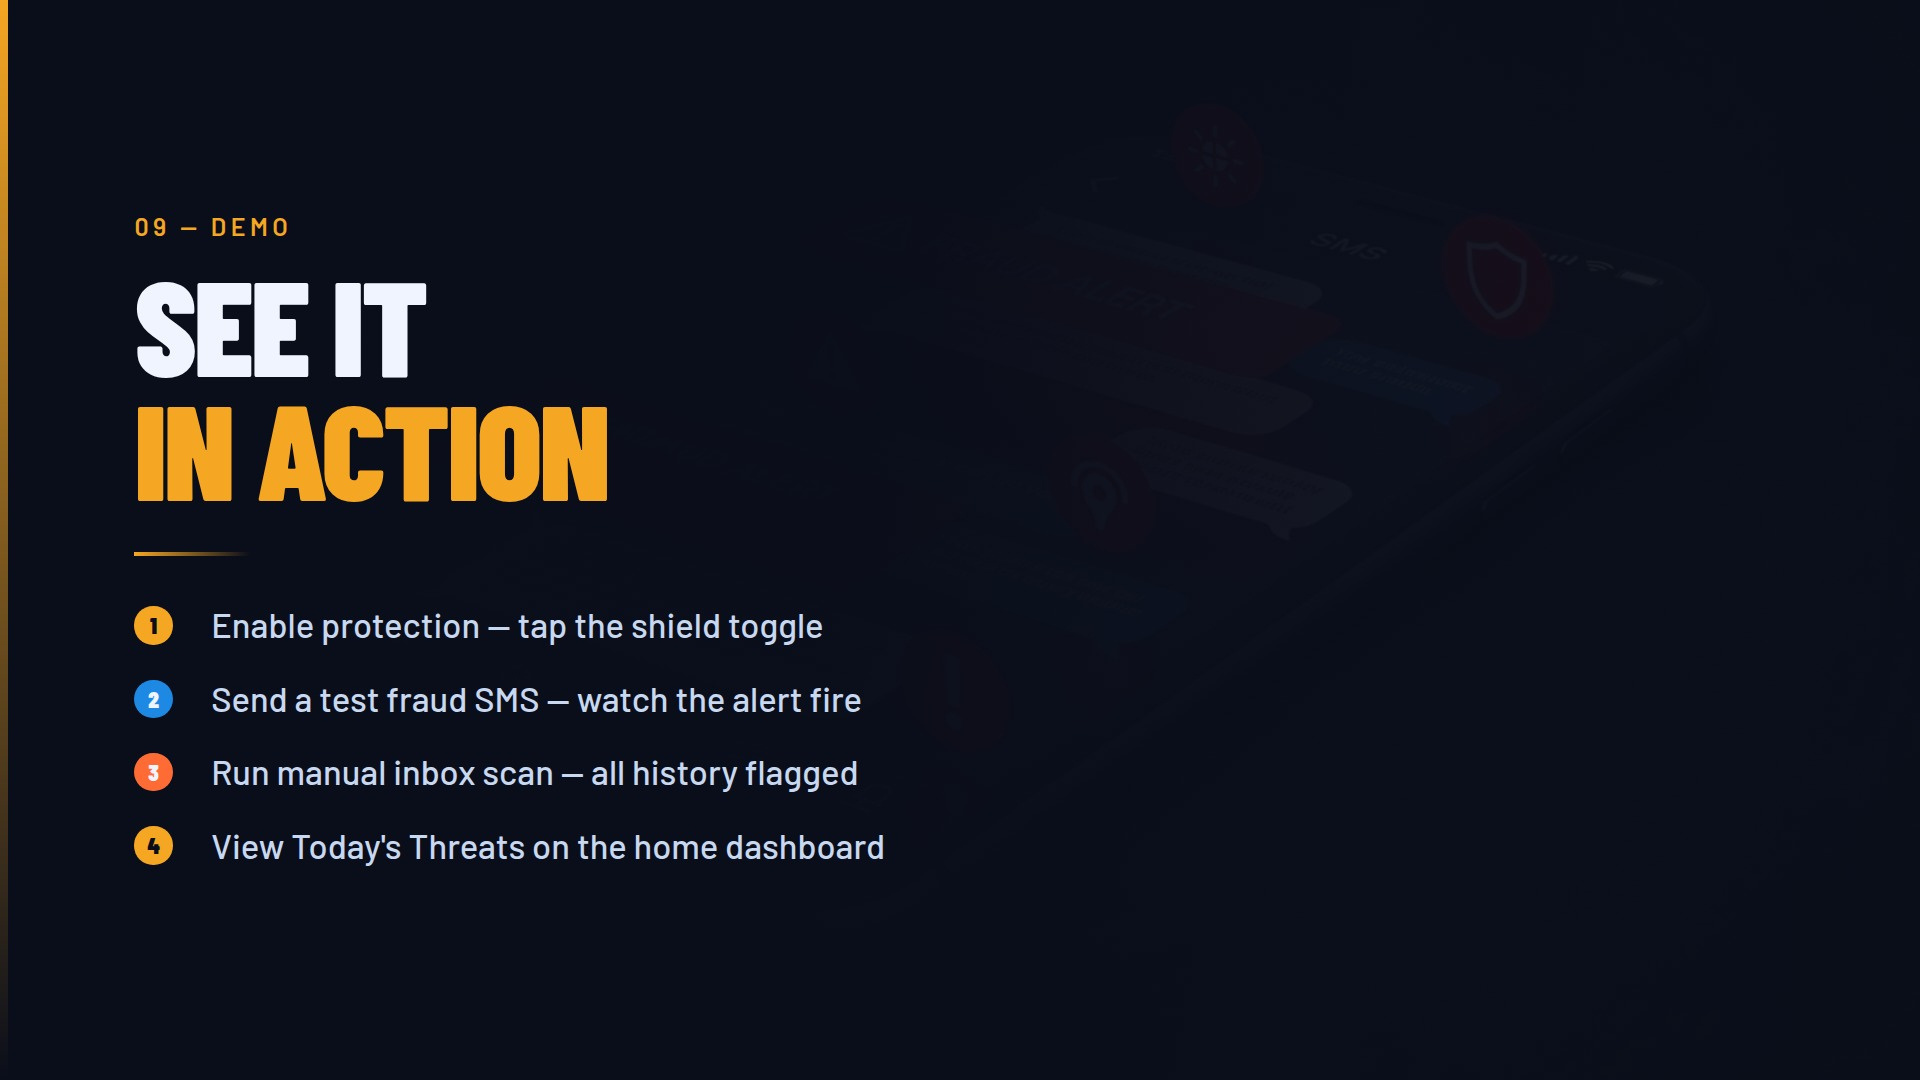 09 — DEMO
SEE IT
IN ACTION
1 Enable protection — tap the shield toggle
2 Send a test fraud SMS — watch the alert fire
3 Run manual inbox scan — all history flagged
4 View Today's Threats on the home dashboard
SMS
ALERT